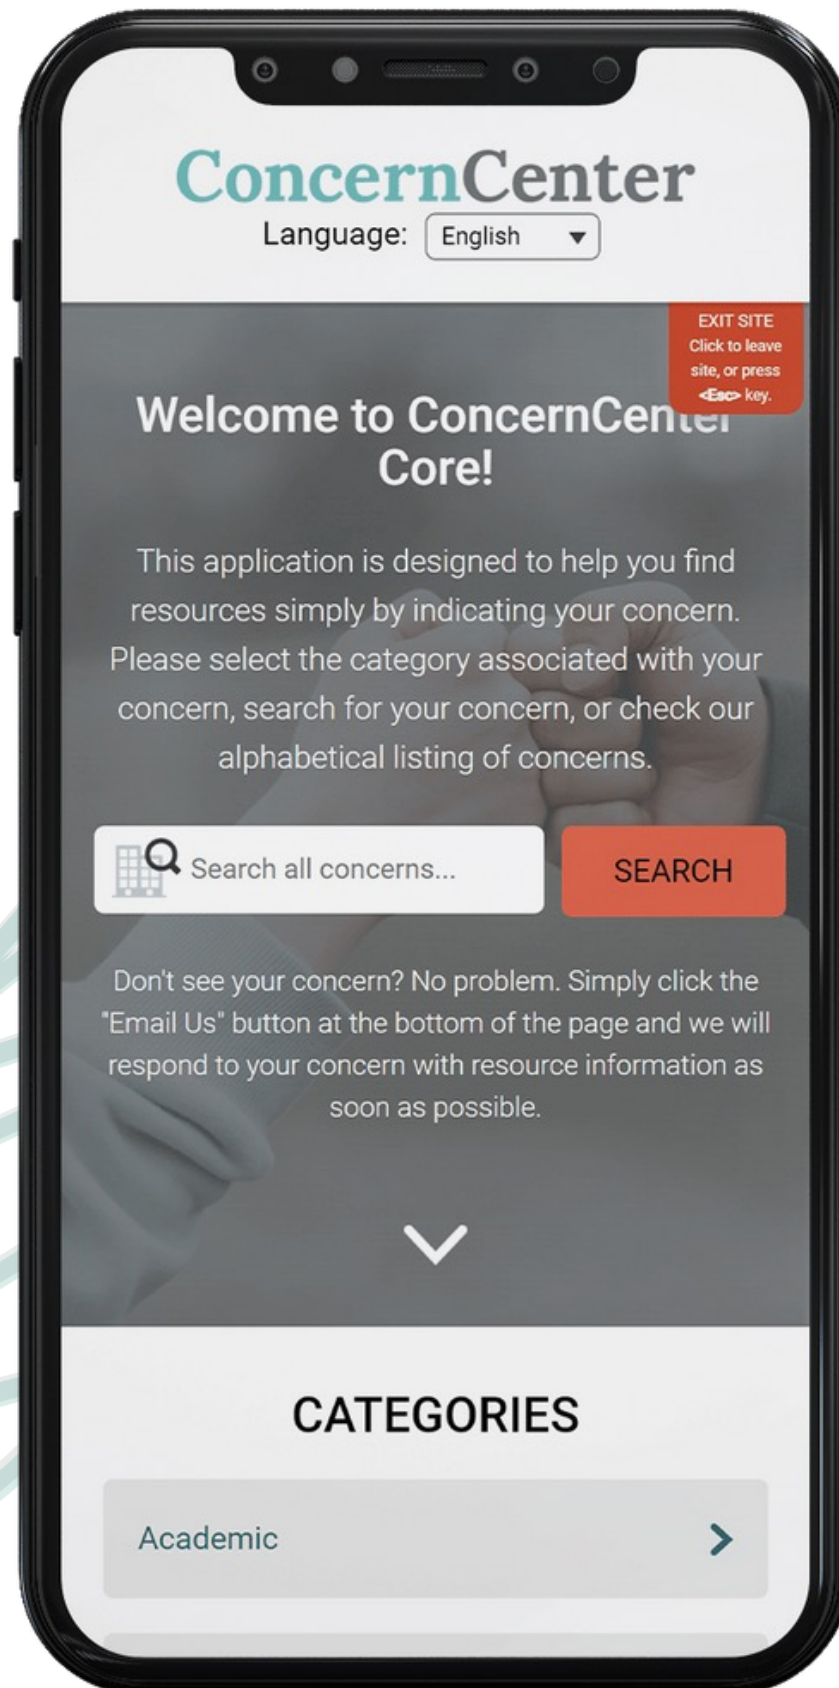 ConcernCenter
Language: English
EXIT SITE
Click to leave
site, or press
<Esc> key.
Welcome to ConcernCenter
Core!
This application is designed to help you find
resources simply by indicating your concern.
Please select the category associated with your
concern, search for your concern, or check our
alphabetical listing of concerns.
Search all concerns...
SEARCH
Don't see your concern? No problem. Simply click the
"Email Us" button at the bottom of the page and we will
respond to your concern with resource information as
soon as possible.
CATEGORIES
Academic